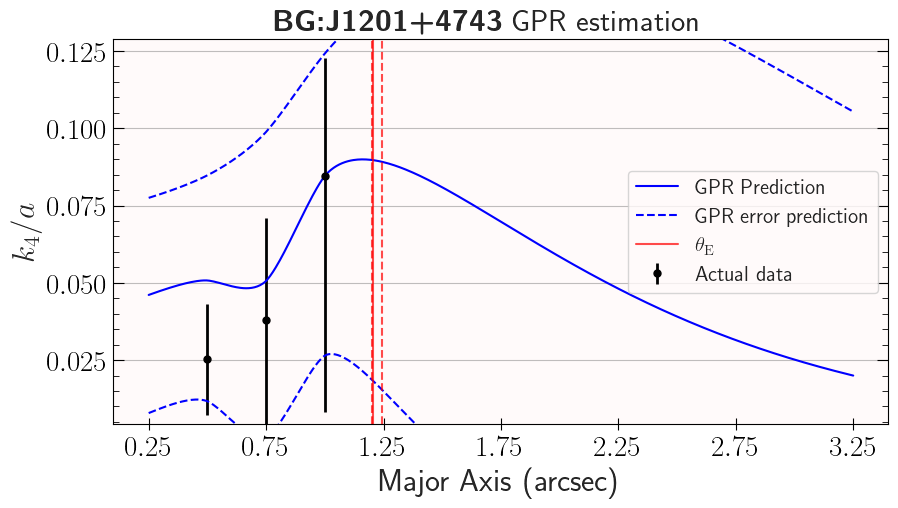 BG:J1201+4743 GPR estimation
0.125
0.100
0.075
0.050
0.025
k₄/a
GPR Prediction
GPR error prediction
θ_E
Actual data
0.25 0.75 1.25 1.75 2.25 2.75 3.25
Major Axis (arcsec)